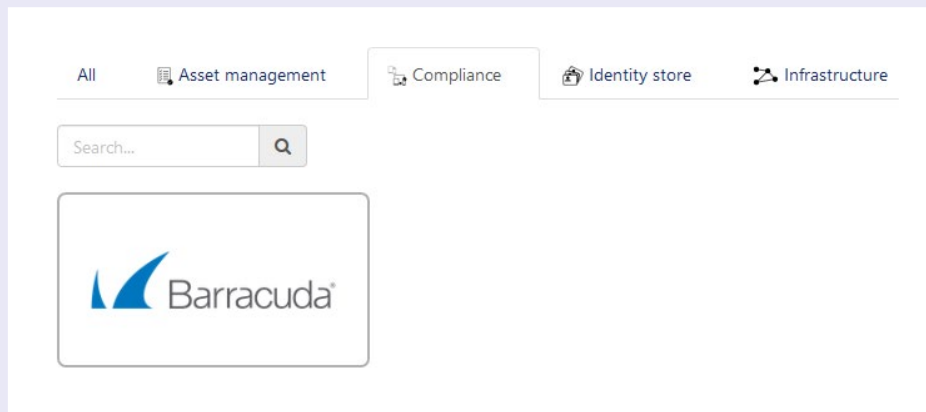 All Asset management Compliance Identity store Infrastructure
Search...
Barracuda